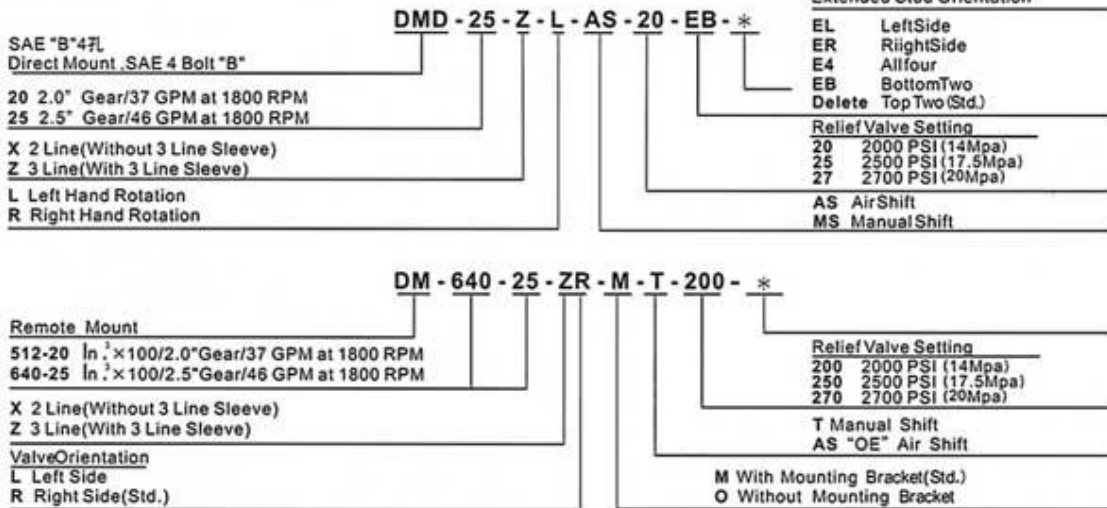 Extended Stud Orientation
DMD - 25 - Z - L - AS - 20 - EB - *
SAE "B"4孔
Direct Mount .SAE 4 Bolt "B"
20 2.0" Gear/37 GPM at 1800 RPM
25 2.5" Gear/46 GPM at 1800 RPM
X 2 Line(Without 3 Line Sleeve)
Z 3 Line(With 3 Line Sleeve)
L Left Hand Rotation
R Right Hand Rotation
EL LeftSide
ER RiightSide
E4 Allfour
EB BottomTwo
Delete Top Two (Std.)
Relief Valve Setting
20 2000 PSI (14Mpa)
25 2500 PSI (17.5Mpa)
27 2700 PSI (20Mpa)
AS AirShift
MS Manual Shift
DM - 640 - 25 - ZR - M - T - 200 - *
Remote Mount
512-20 In.³×100/2.0"Gear/37 GPM at 1800 RPM
640-25 In.³×100/2.5"Gear/46 GPM at 1800 RPM
X 2 Line(Without 3 Line Sleeve)
Z 3 Line(With 3 Line Sleeve)
ValveOrientation
L Left Side
R Right Side(Std.)
Relief Valve Setting
200 2000 PSI (14Mpa)
250 2500 PSI (17.5Mpa)
270 2700 PSI (20Mpa)
T Manual Shift
AS "OE" Air Shift
M With Mounting Bracket(Std.)
O Without Mounting Bracket